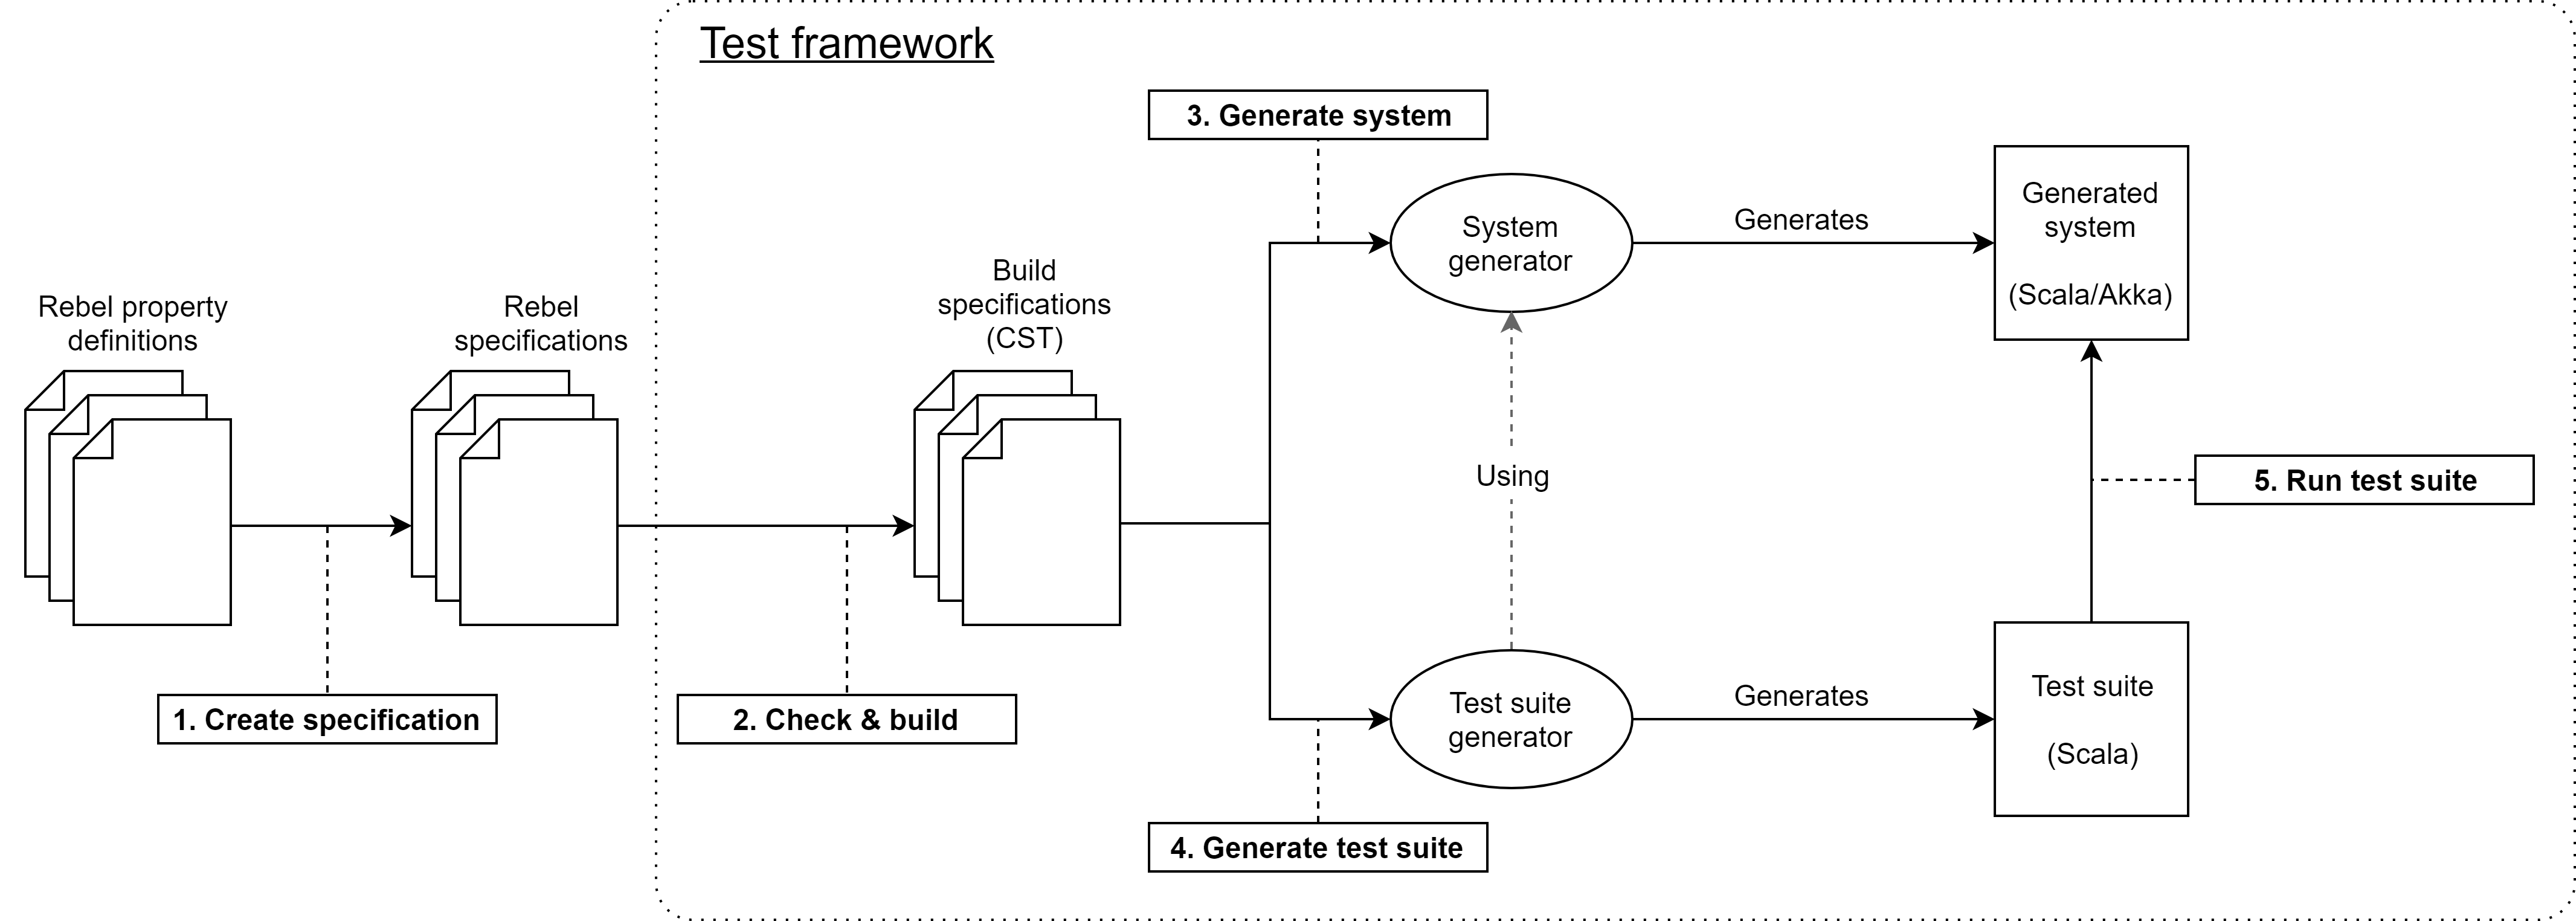 Test framework
3. Generate system
Rebel property
definitions
Rebel
specifications
Build
specifications
(CST)
System
generator
Generates
Generated
system
(Scala/Akka)
Using
5. Run test suite
1. Create specification
2. Check & build
Test suite
generator
Generates
Test suite
(Scala)
4. Generate test suite